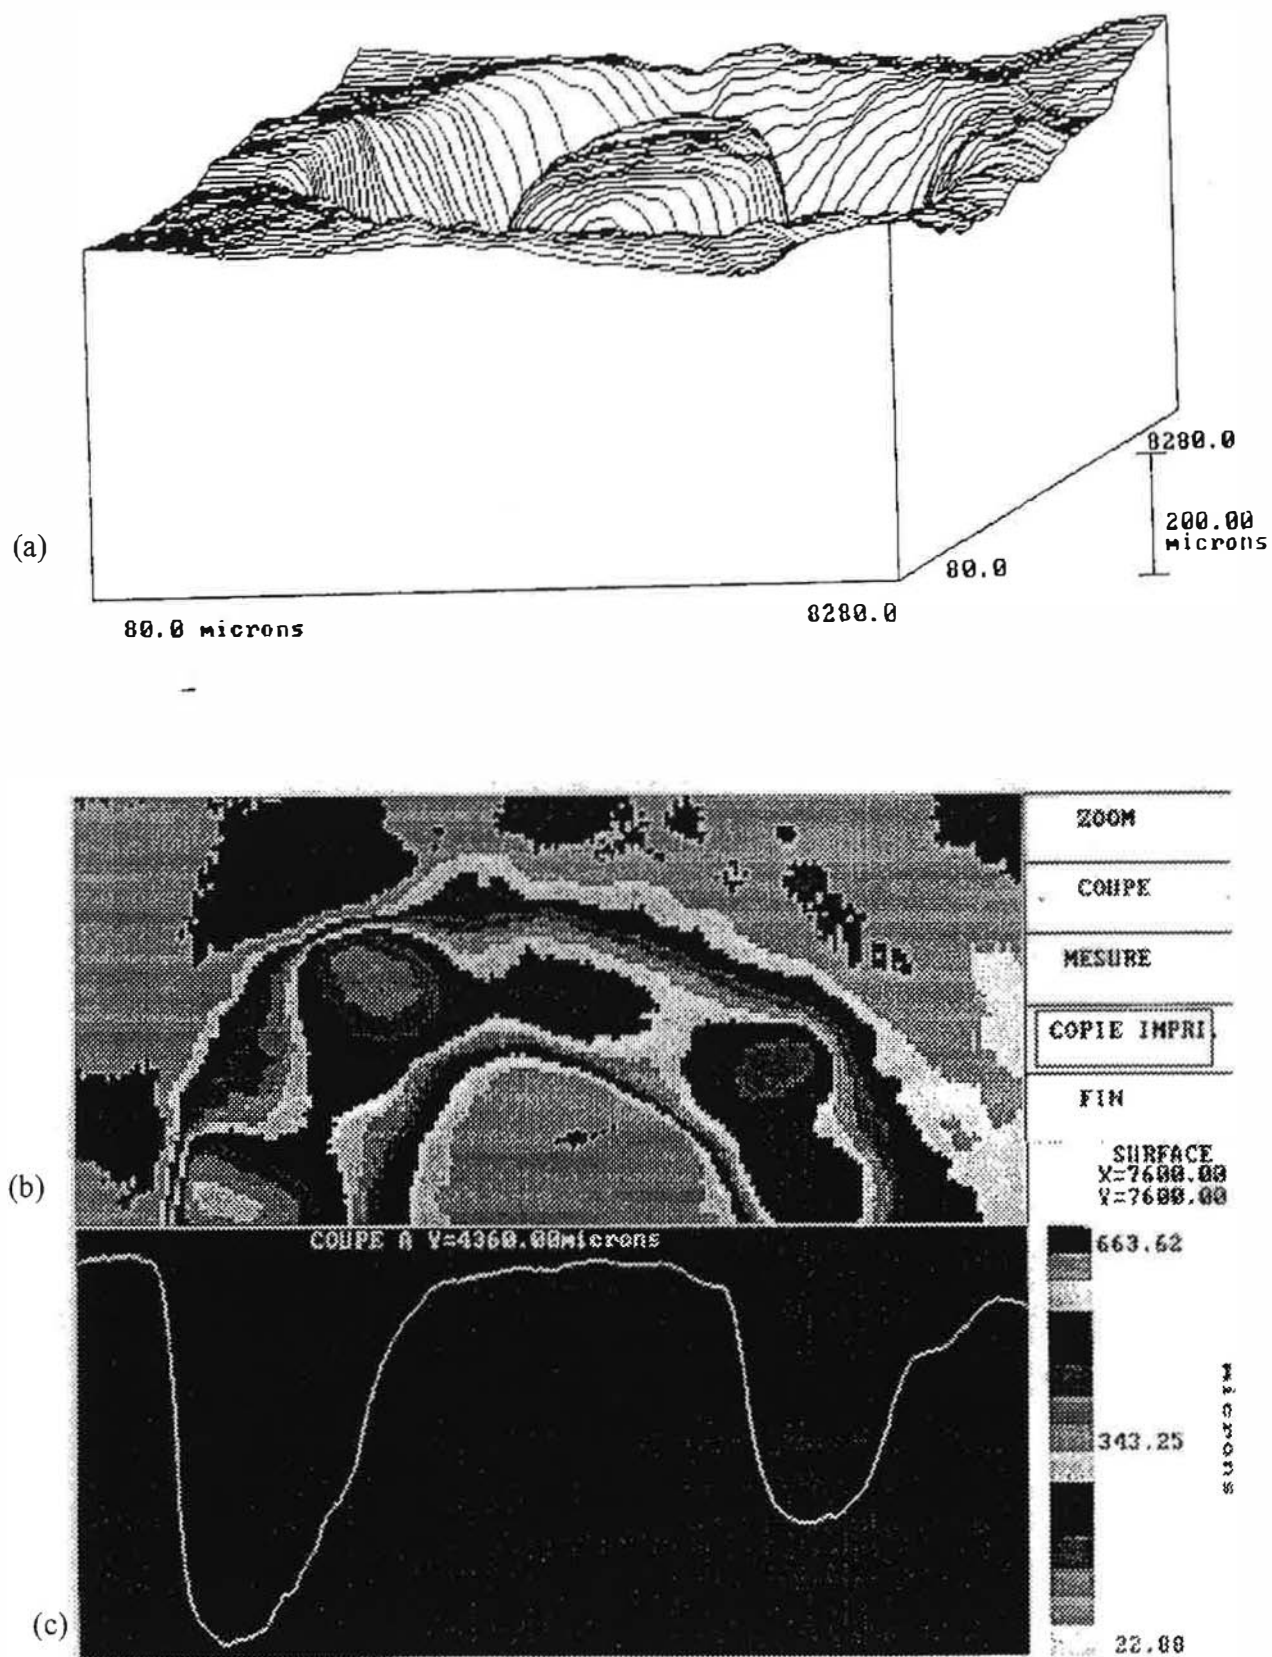 8280.0
200.00
microns
(a)
80.0
8280.0
80.0 microns
ZOOM
COUPE
MESURE
COPIE IMPRI.
FIN
SURFACE
X=7600.00
Y=7600.00
(b)
COUPE A Y=4360.00microns
663.62
343.25
microns
(c)
22.88